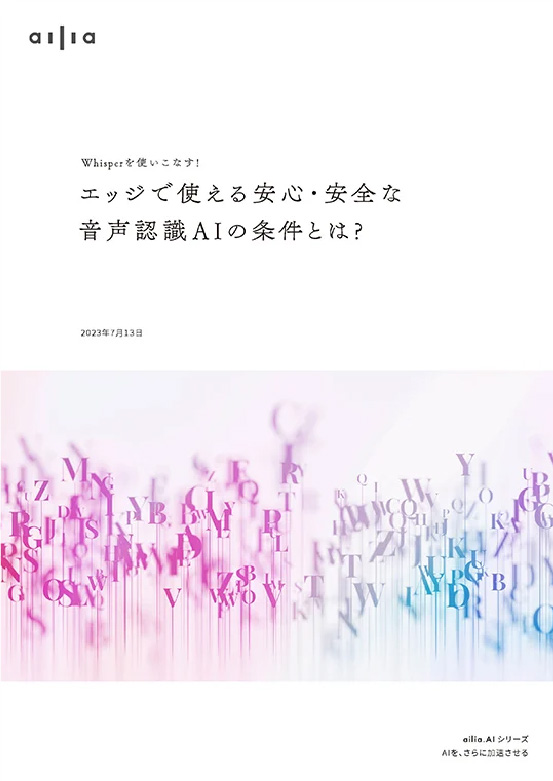 ailia
Whisperを使いこなす!
エッジで使える安心・安全な
音声認識AIの条件とは?
2023年7月13日
ailia.AI シリーズ
AIを、さらに加速させる